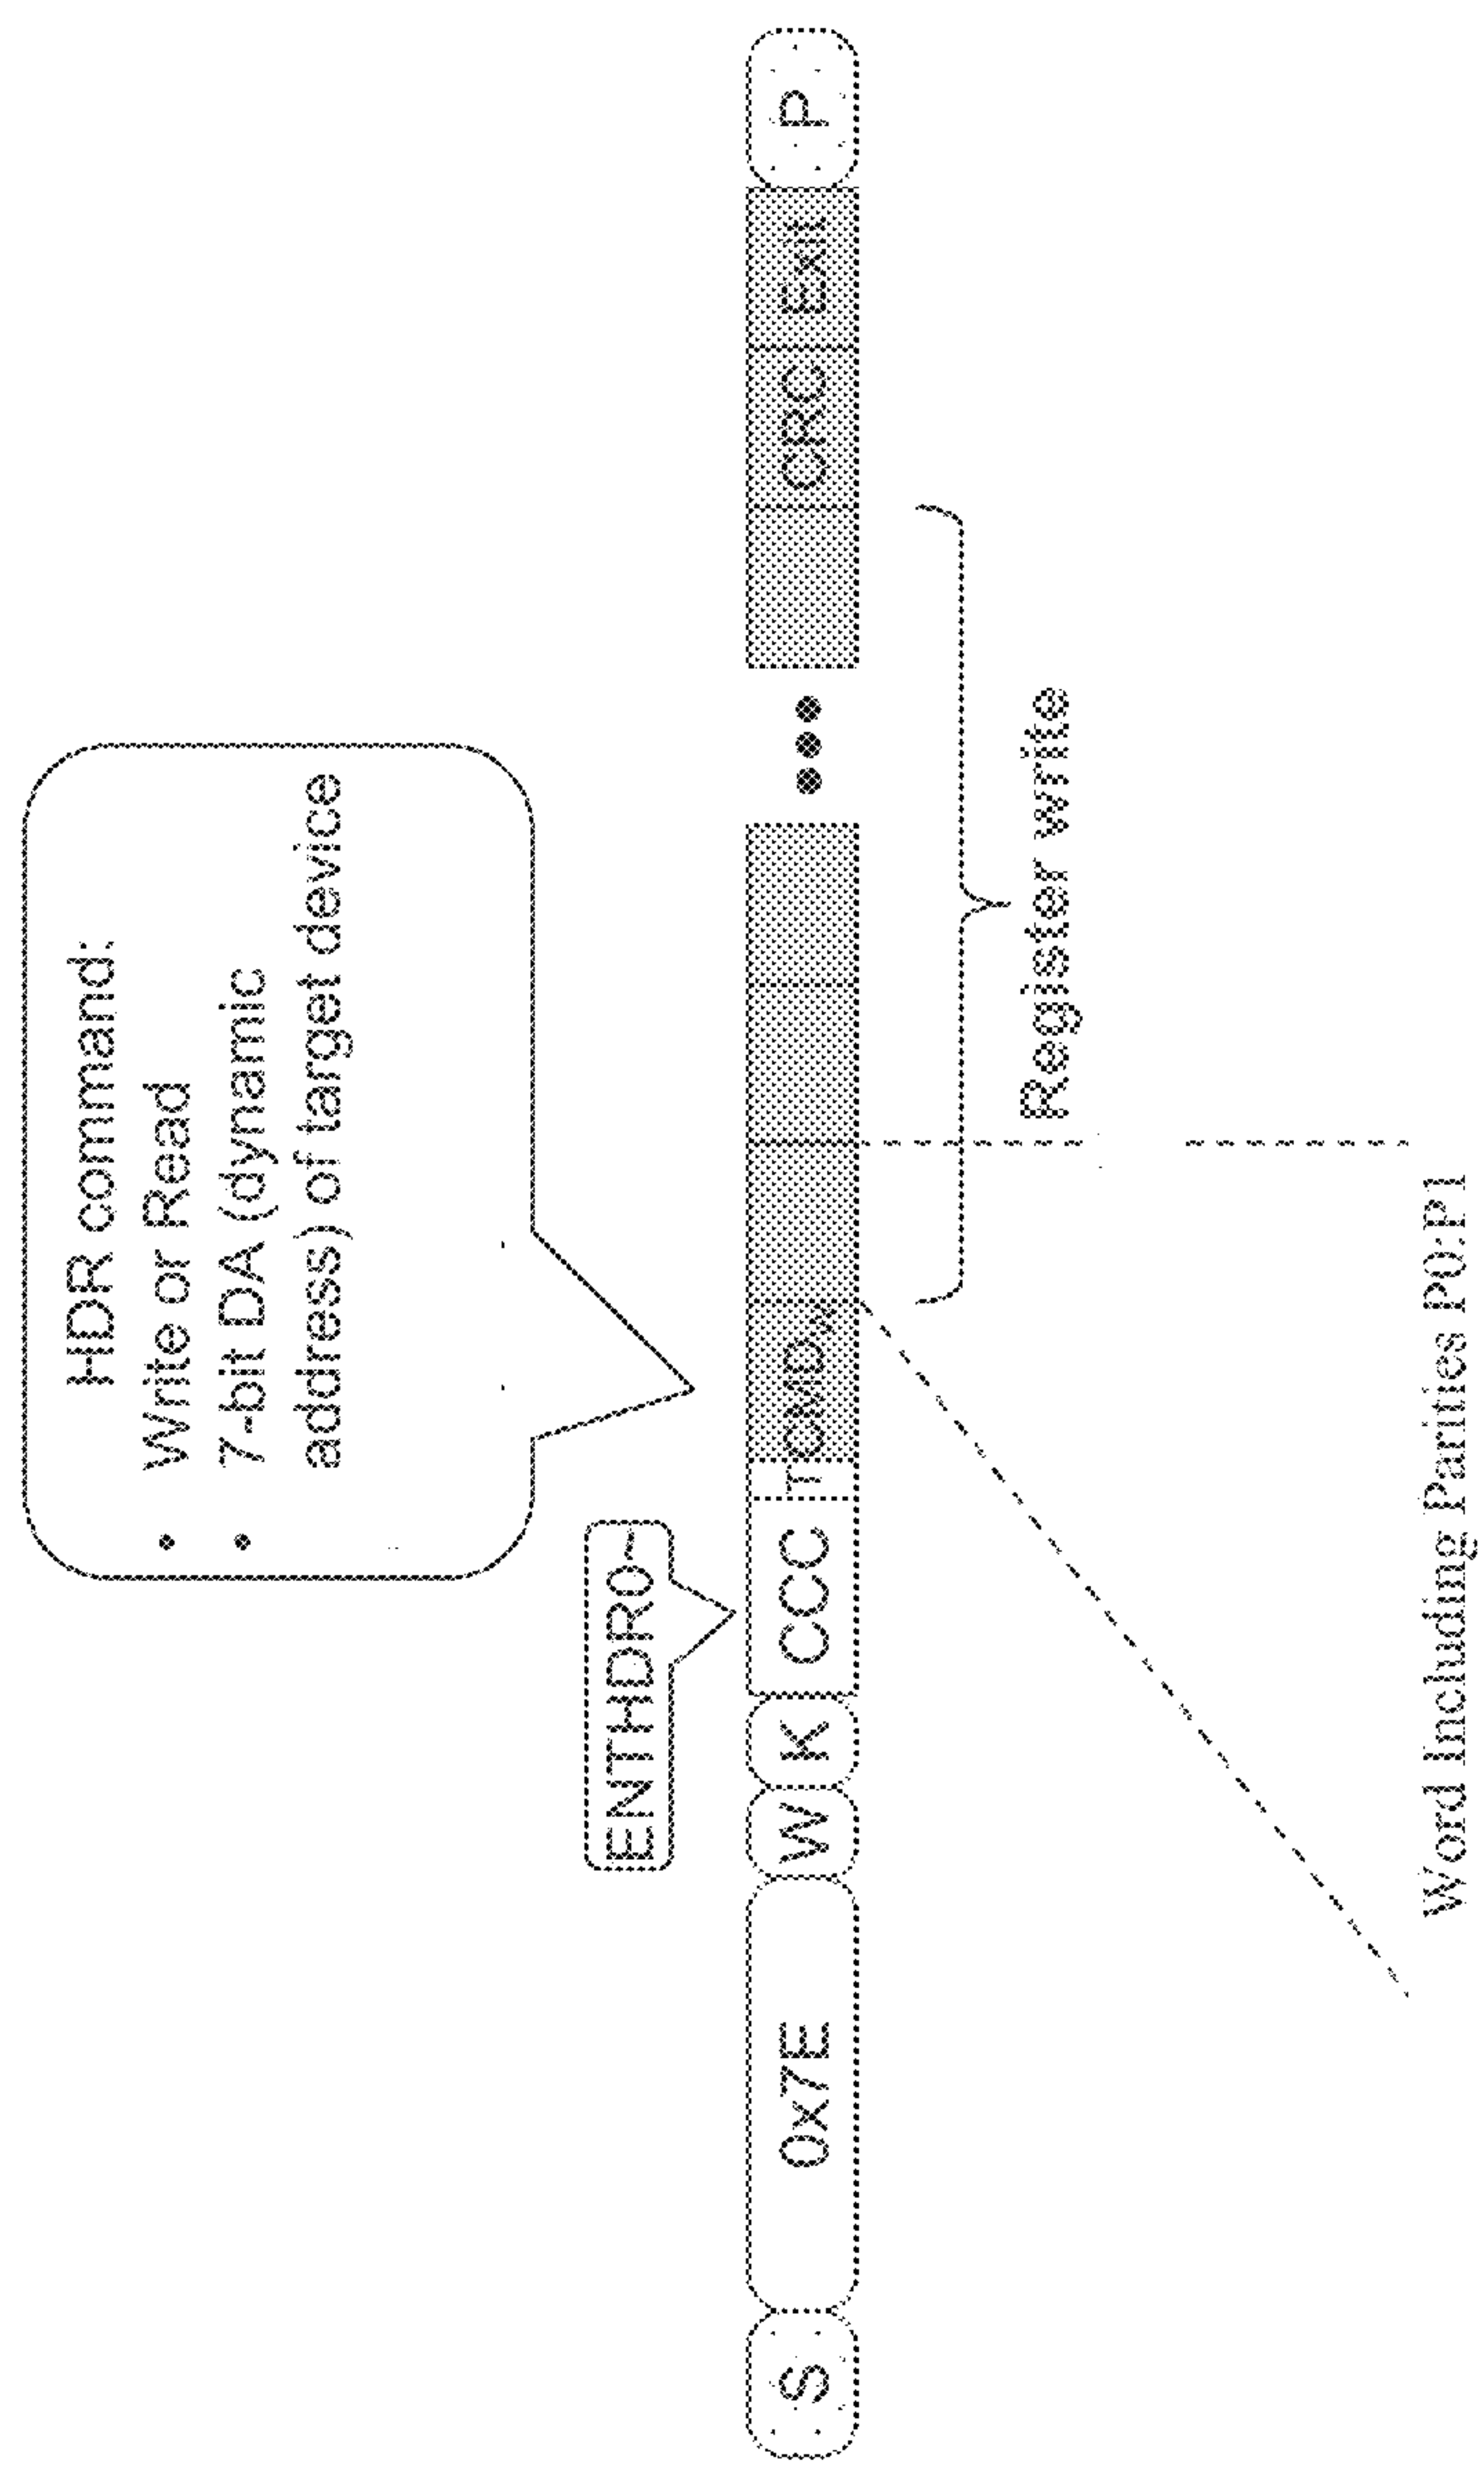 HDR command:
• Write or Read
• 7-bit DA (dynamic
address) of target device
ENTHDR0-
S 0x7E W K CCC T CMDW ••• CRC Exit P
Register write
Word Including Parities P0:P1